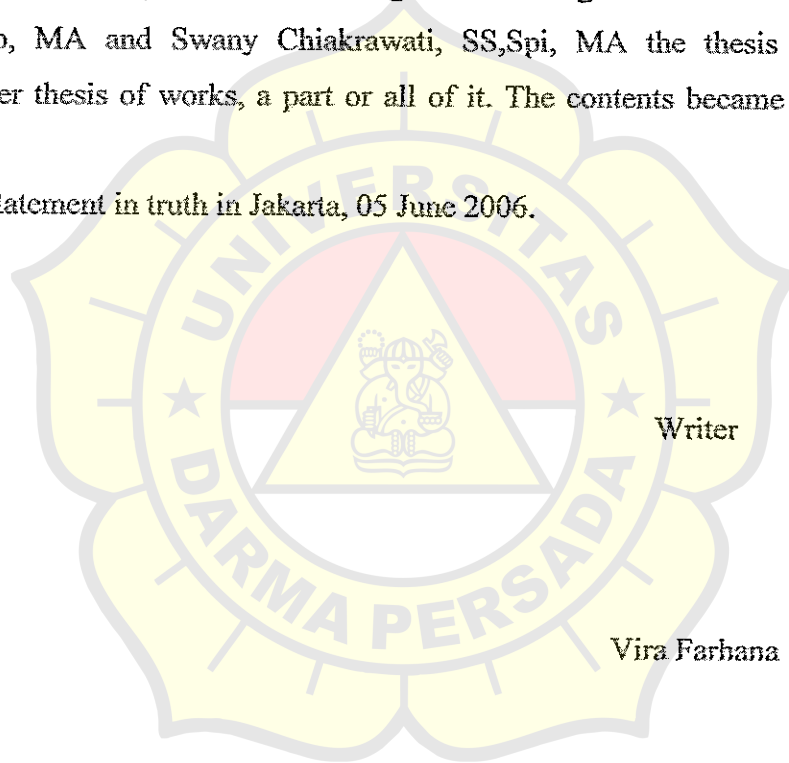 o, MA and Swany Chiakrawati, SS,Spi, MA the thesis
er thesis of works, a part or all of it. The contents became
tatement in truth in Jakarta, 05 June 2006.
UNIVERSITAS
Writer
DARMA PERSADA
Vira Farhana